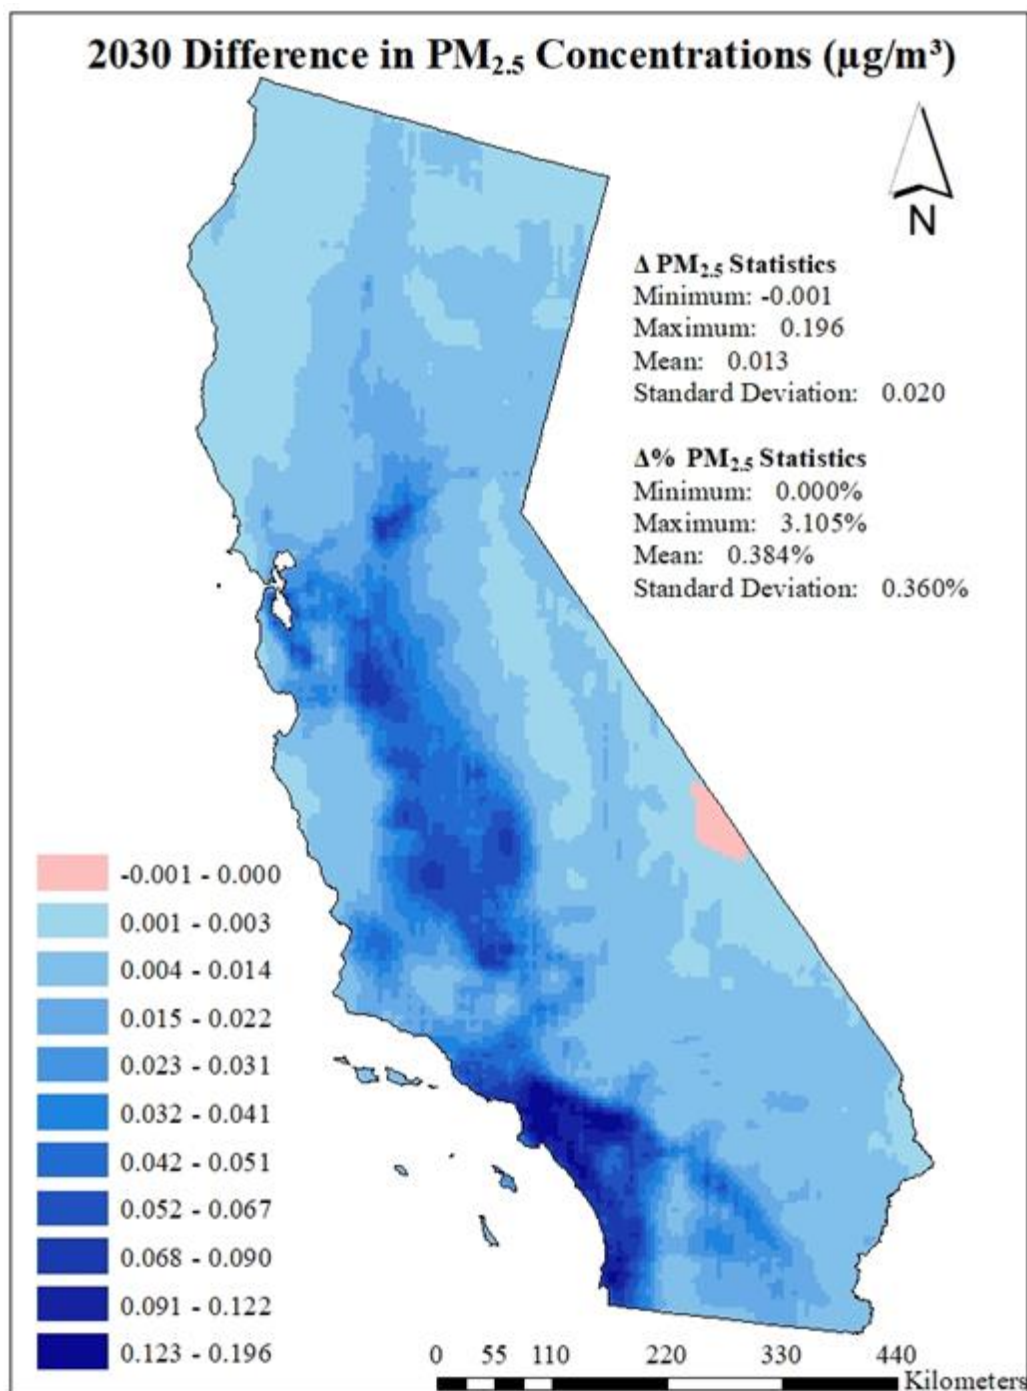 2030 Difference in PM₂.₅ Concentrations (µg/m³)
N
Δ PM₂.₅ Statistics
Minimum: -0.001
Maximum: 0.196
Mean: 0.013
Standard Deviation: 0.020
Δ% PM₂.₅ Statistics
Minimum: 0.000%
Maximum: 3.105%
Mean: 0.384%
Standard Deviation: 0.360%
-0.001 - 0.000
0.001 - 0.003
0.004 - 0.014
0.015 - 0.022
0.023 - 0.031
0.032 - 0.041
0.042 - 0.051
0.052 - 0.067
0.068 - 0.090
0.091 - 0.122
0.123 - 0.196
0 55 110 220 330 440
Kilometers